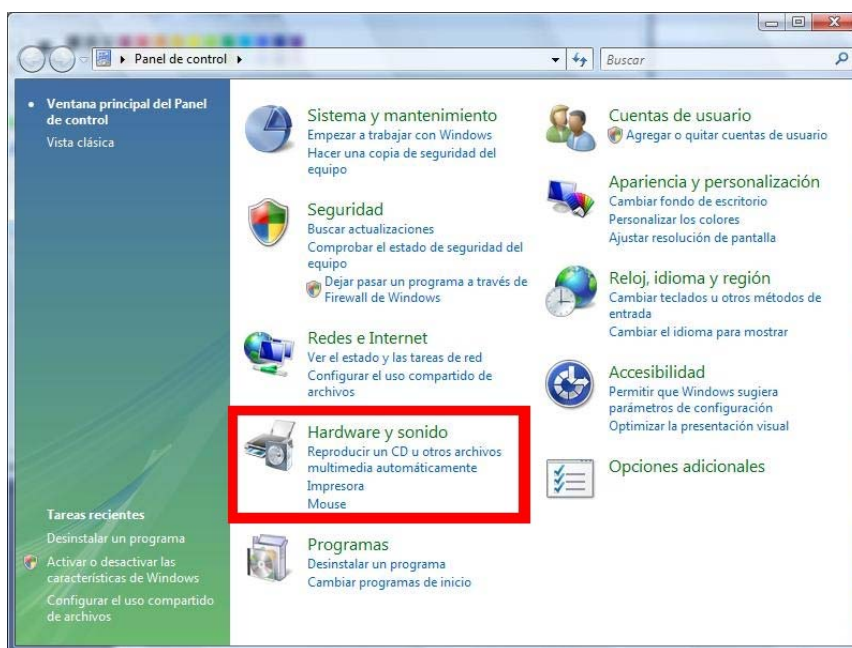 Panel de control
Buscar
Ventana principal del Panel
de control
Vista clásica
Sistema y mantenimiento
Empezar a trabajar con Windows
Hacer una copia de seguridad del
equipo
Seguridad
Buscar actualizaciones
Comprobar el estado de seguridad del
equipo
Dejar pasar un programa a través de
Firewall de Windows
Redes e Internet
Ver el estado y las tareas de red
Configurar el uso compartido de
archivos
Hardware y sonido
Reproducir un CD u otros archivos
multimedia automáticamente
Impresora
Mouse
Programas
Desinstalar un programa
Cambiar programas de inicio
Cuentas de usuario
Agregar o quitar cuentas de usuario
Apariencia y personalización
Cambiar fondo de escritorio
Personalizar los colores
Ajustar resolución de pantalla
Reloj, idioma y región
Cambiar teclados u otros métodos de
entrada
Cambiar el idioma para mostrar
Accesibilidad
Permitir que Windows sugiera
parámetros de configuración
Optimizar la presentación visual
Opciones adicionales
Tareas recientes
Desinstalar un programa
Activar o desactivar las
características de Windows
Configurar el uso compartido
de archivos